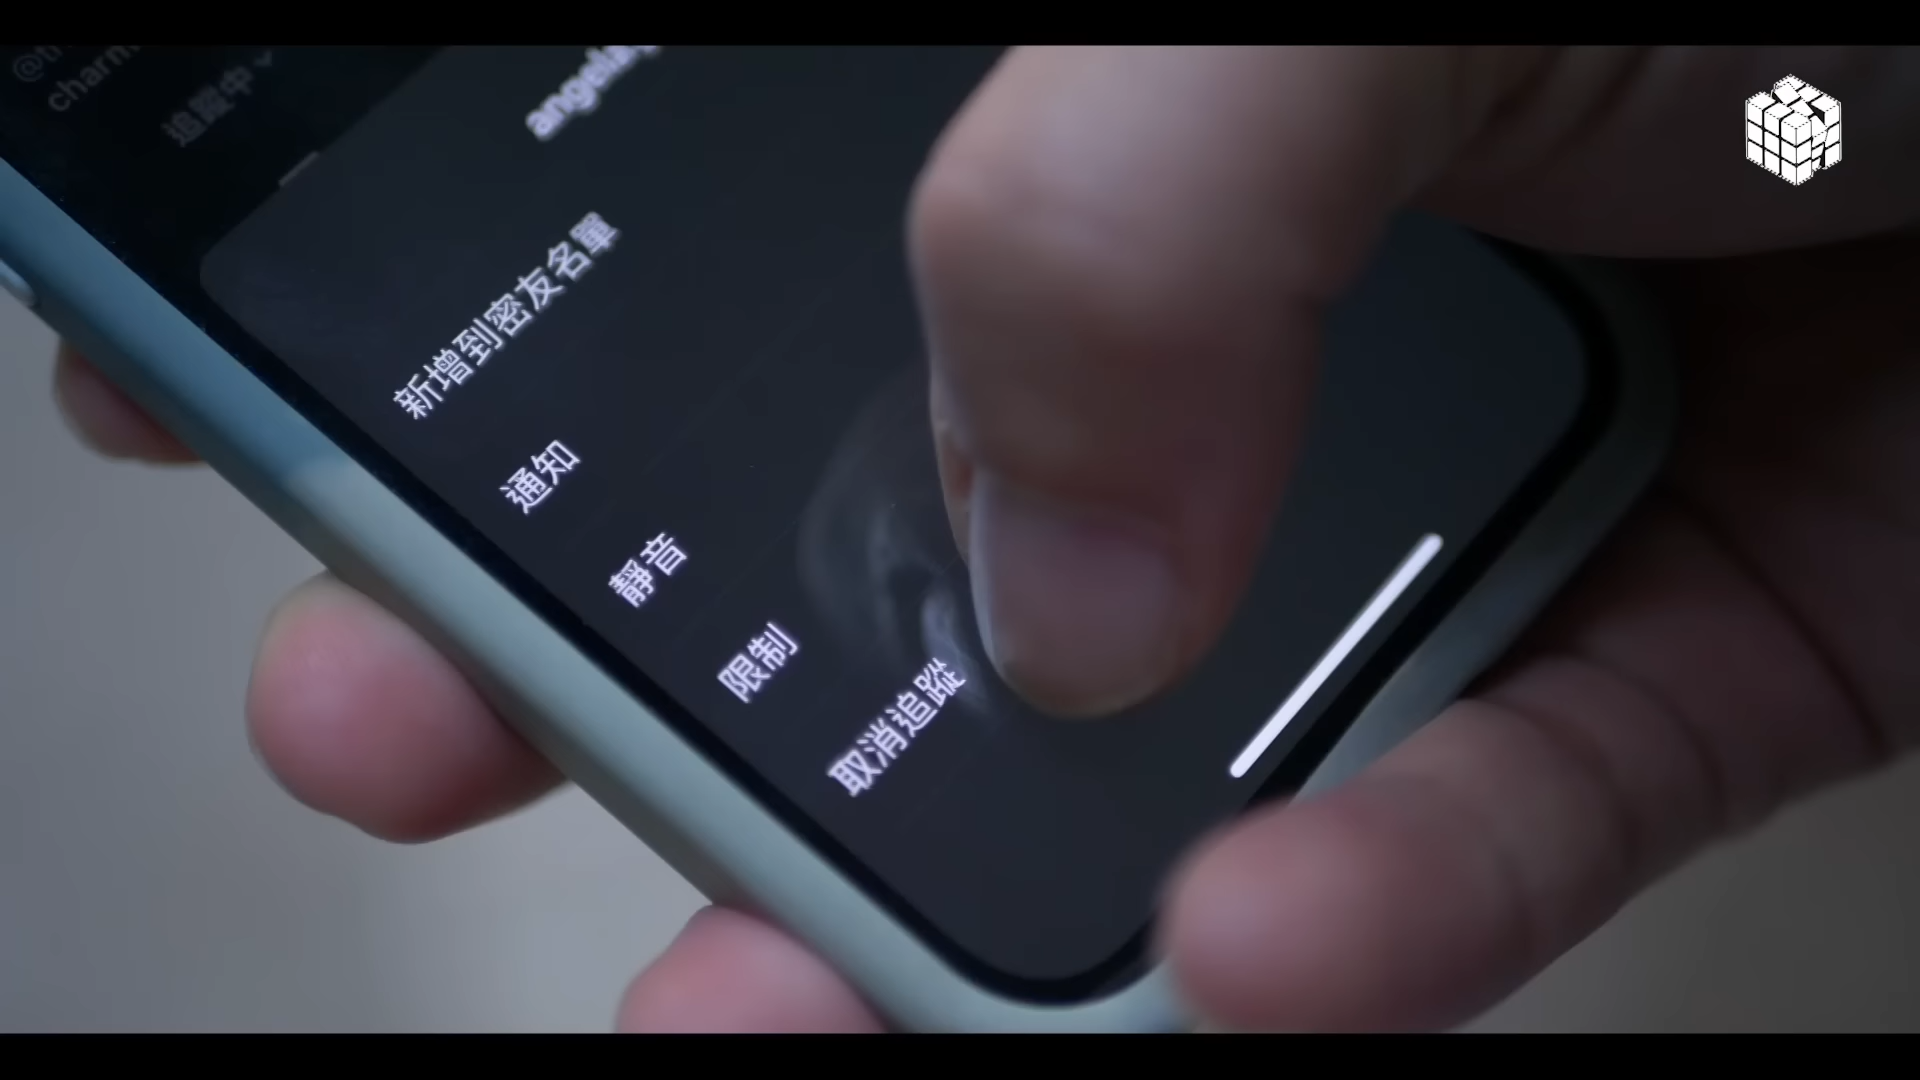 追蹤中
新增到密友名單
通知
靜音
限制
取消追蹤